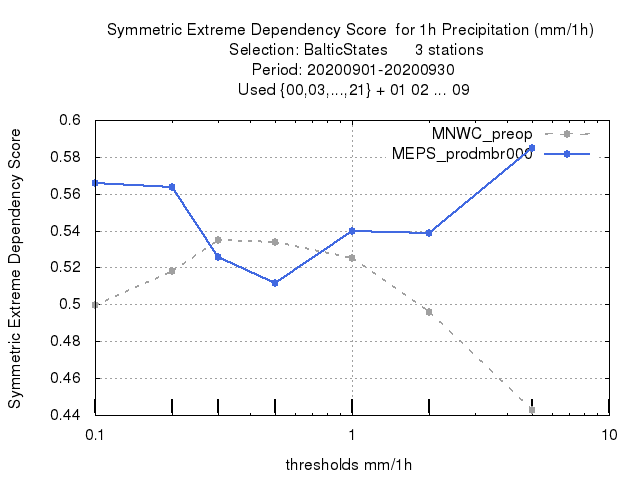 Symmetric Extreme Dependency Score  for 1h Precipitation (mm/1h)
Selection: BalticStates      3 stations
Period: 20200901-20200930
Used {00,03,...,21} + 01 02 ... 09
Symmetric Extreme Dependency Score
0.6
0.58
0.56
0.54
0.52
0.5
0.48
0.46
0.44
MNWC_preop
MEPS_prodmbr000
0.1
1
10
thresholds mm/1h